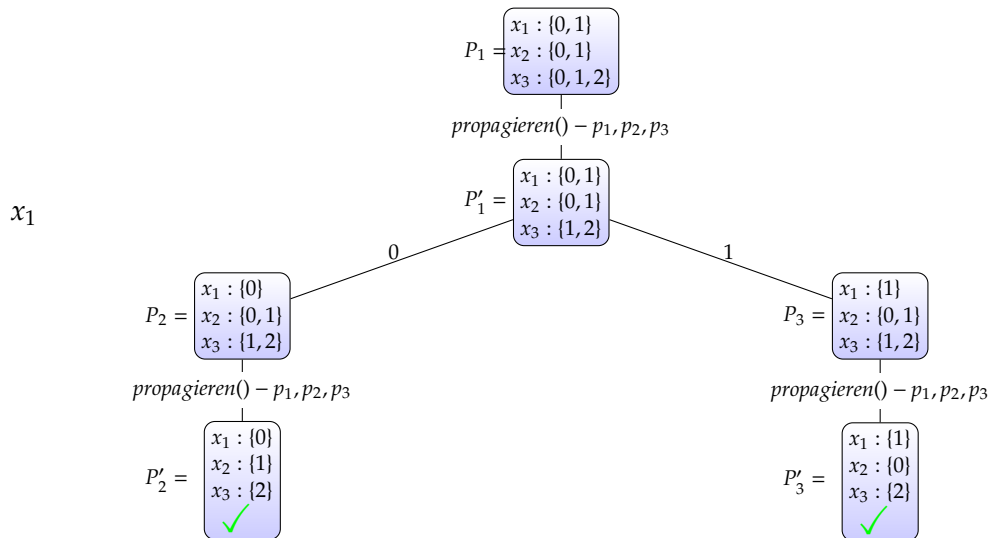 x₁ : {0, 1}
P₁ = x₂ : {0, 1}
x₃ : {0, 1, 2}
propagieren() − p₁, p₂, p₃
x₁ : {0, 1}
P′₁ = x₂ : {0, 1}
x₃ : {1, 2}
x₁
0
1
x₁ : {0}
P₂ = x₂ : {0, 1}
x₃ : {1, 2}
x₁ : {1}
P₃ = x₂ : {0, 1}
x₃ : {1, 2}
propagieren() − p₁, p₂, p₃
propagieren() − p₁, p₂, p₃
x₁ : {0}
x₂ : {1}
P′₂ =
x₃ : {2}
x₁ : {1}
x₂ : {0}
P′₃ =
x₃ : {2}